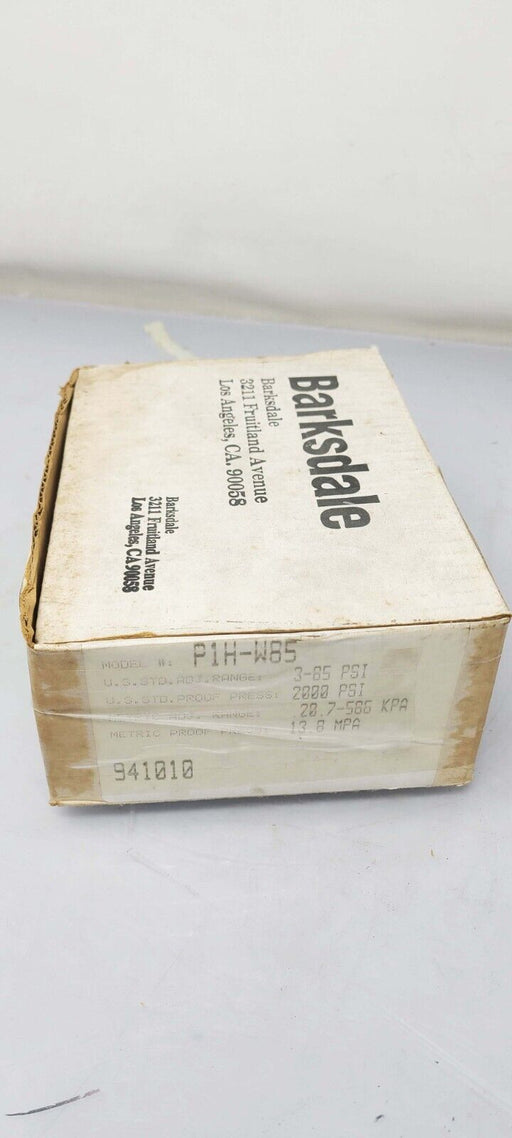 Barksdale
Barksdale
3211 Fruitland Avenue
Los Angeles, CA. 90058
Barksdale
3211 Fruitland Avenue
Los Angeles, CA 90058
MODEL #: P1H-W85
U.S.STD.ADJ.RANGE: 3-85 PSI
U.S.STD.PROOF PRESS: 2000 PSI
ADJ. RANGE: 20.7-586 KPA
METRIC PROOF PRESS: 13.8 MPA
941010